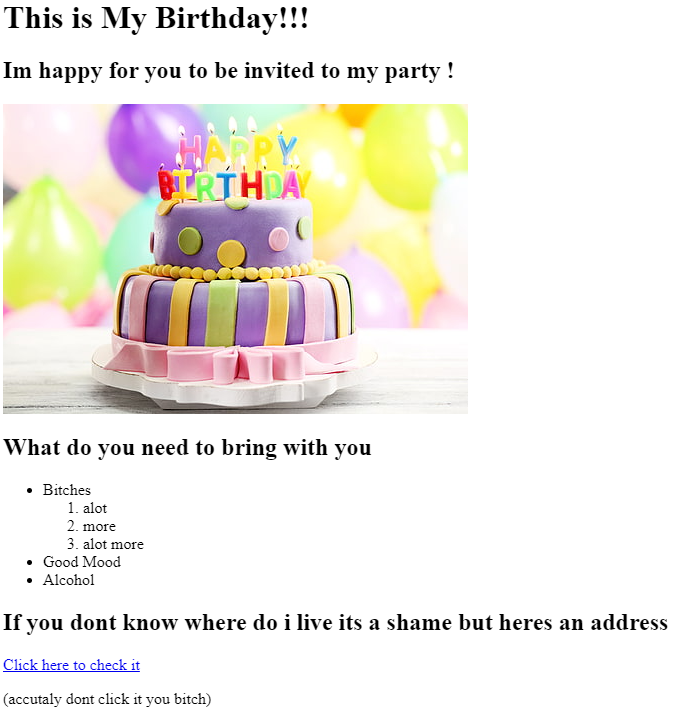 This is My Birthday!!!
Im happy for you to be invited to my party !
HAPPY
BIRTHDAY
What do you need to bring with you
Bitches
1. alot
2. more
3. alot more
Good Mood
Alcohol
If you dont know where do i live its a shame but heres an address
Click here to check it
(accutaly dont click it you bitch)